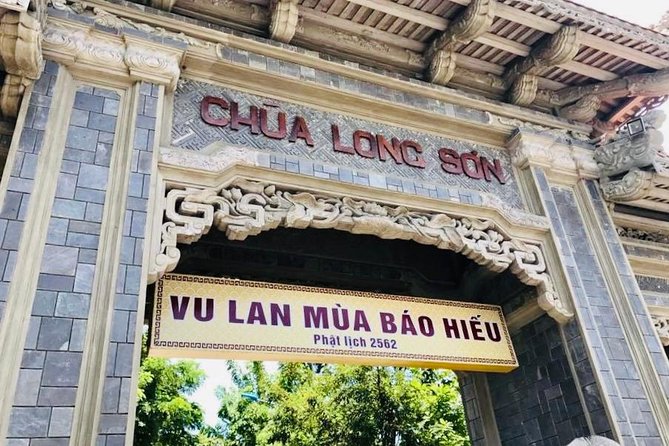 CHÙA LONG SƠN
VU LAN MÙA BÁO HIẾU
Phật lịch 2562